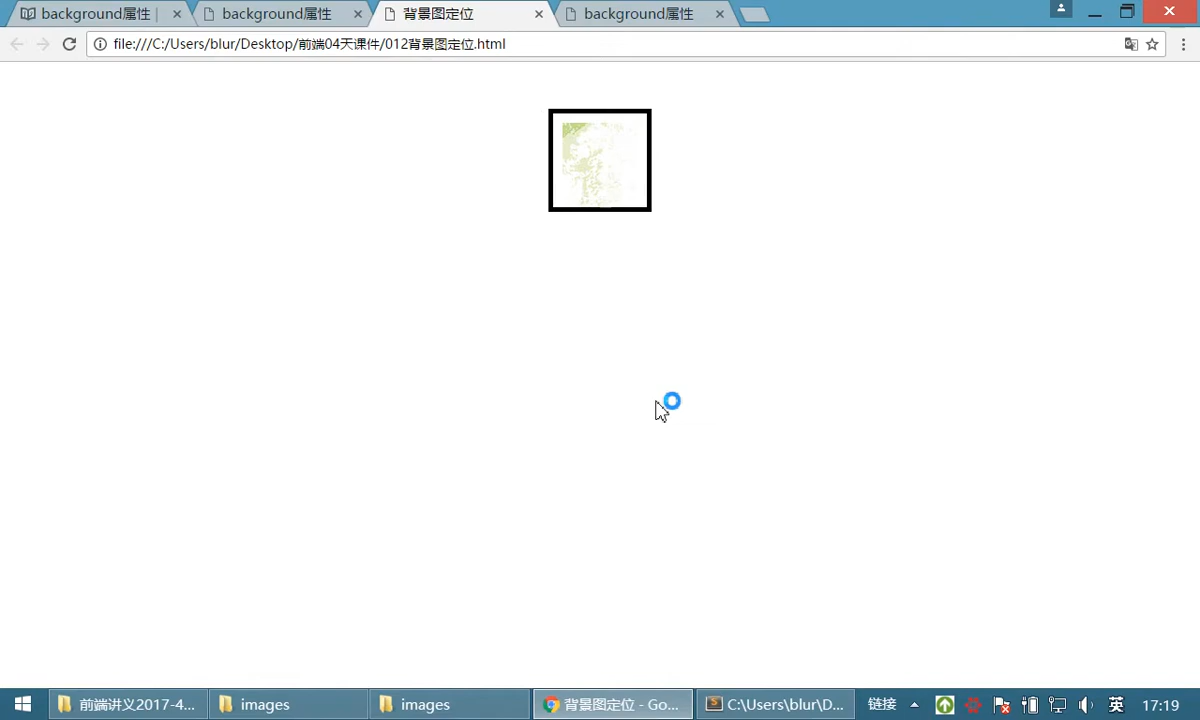 background属性 |
background属性
背景图定位
background属性
file:///C:/Users/blur/Desktop/前端04天课件/012背景图定位.html
前端讲义2017-4...
images
images
背景图定位 - Go...
C:\Users\blur\D...
链接
英
17:19